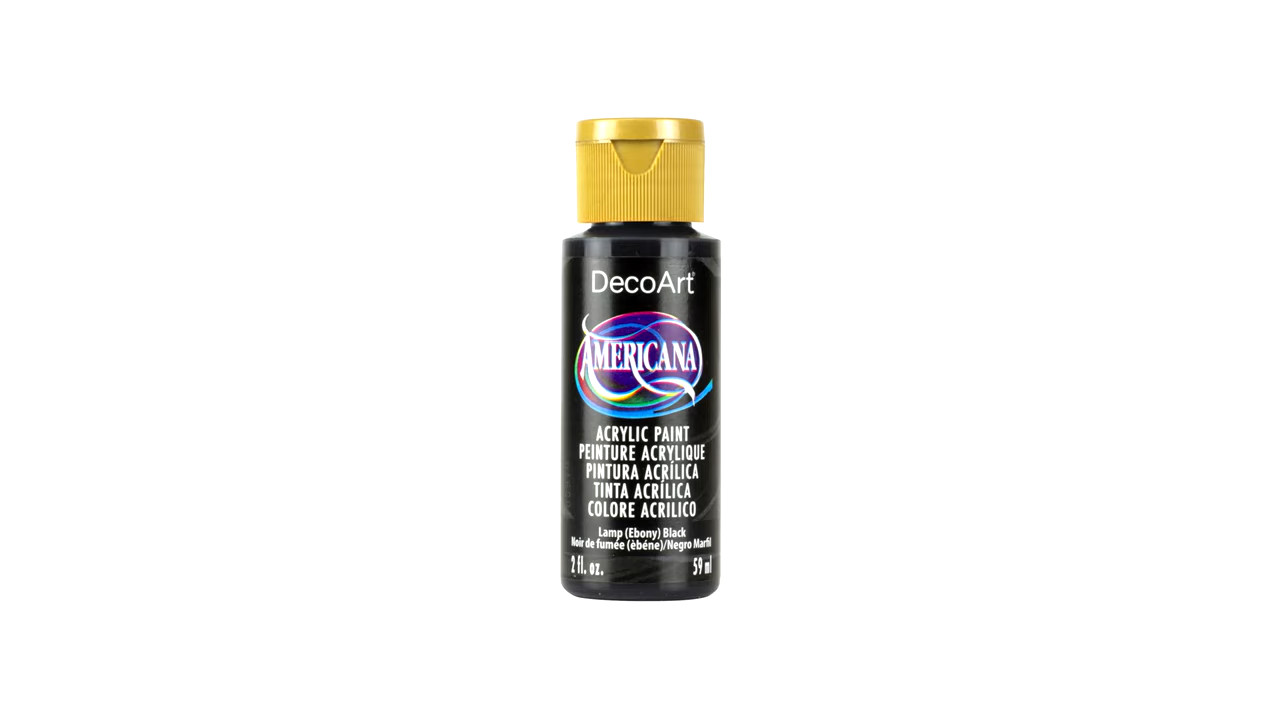 DecoArt®
AMERICANA
ACRYLIC PAINT
PEINTURE ACRYLIQUE
PINTURA ACRÍLICA
TINTA ACRÍLICA
COLORE ACRILICO
Lamp (Ebony) Black
Noir de fumée (èbéne)/Negro Marfil
2 fl. oz. 59 ml